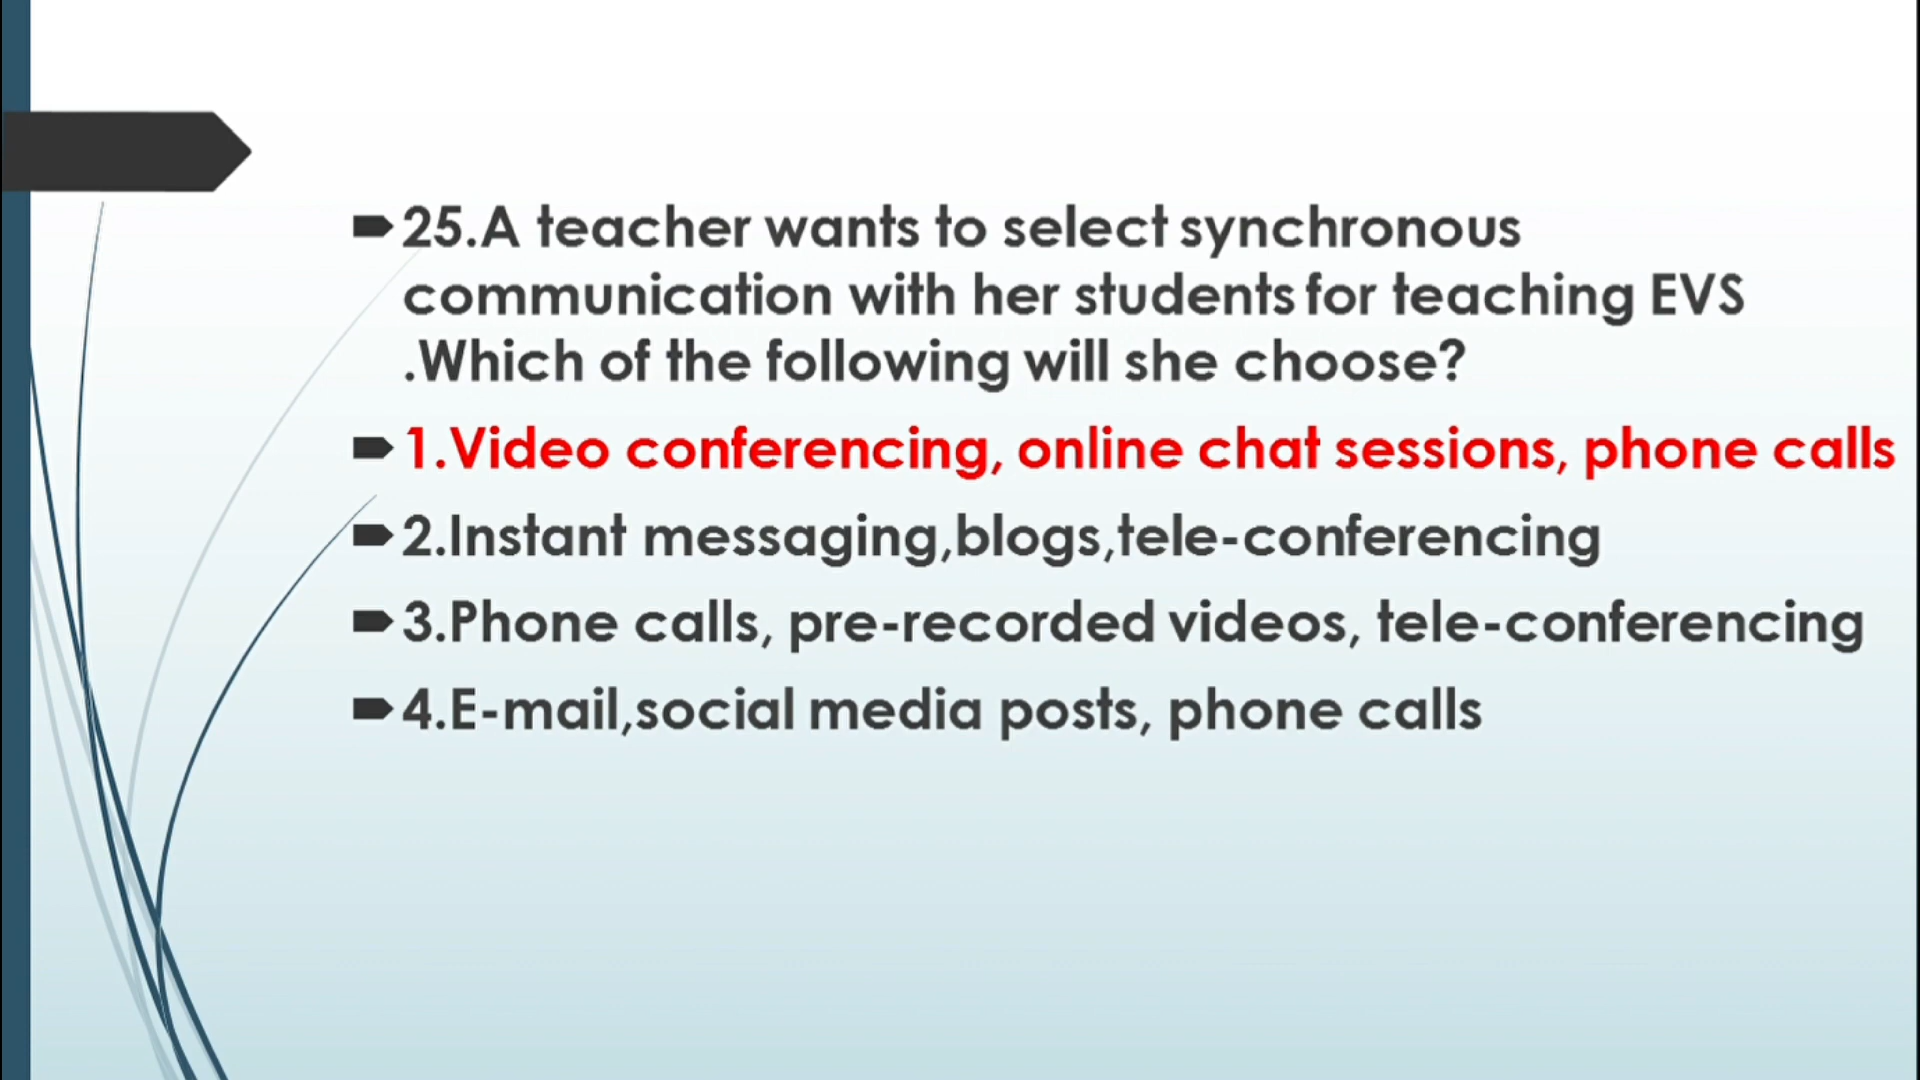 25.A teacher wants to select synchronous
communication with her students for teaching EVS
.Which of the following will she choose?
1.Video conferencing, online chat sessions, phone calls
2.Instant messaging,blogs,tele-conferencing
3.Phone calls, pre-recorded videos, tele-conferencing
4.E-mail,social media posts, phone calls